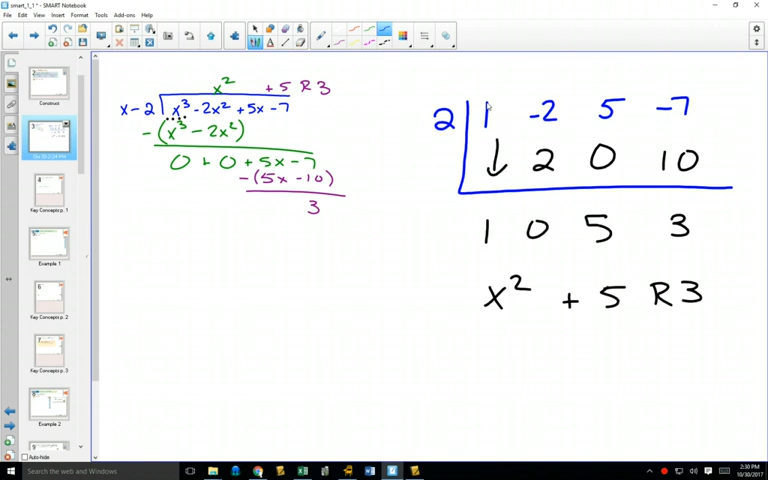 smart_1_1 * - SMART Notebook
File Edit View Insert Format Tools Add-ons Help
Construct
Key Concepts p. 1
Example 1
Key Concepts p. 2
Key Concepts p. 3
Example 2
Auto-hide
x² + 5 R 3
x - 2 x³ - 2x² + 5x - 7
- (x³ - 2x²)
0 + 0 + 5x - 7
- (5x - 10)
3
2 1 -2 5 -7
↓ 2 0 10
1 0 5 3
x² + 5 R 3
Search the web and Windows
2:30 PM
10/30/2017